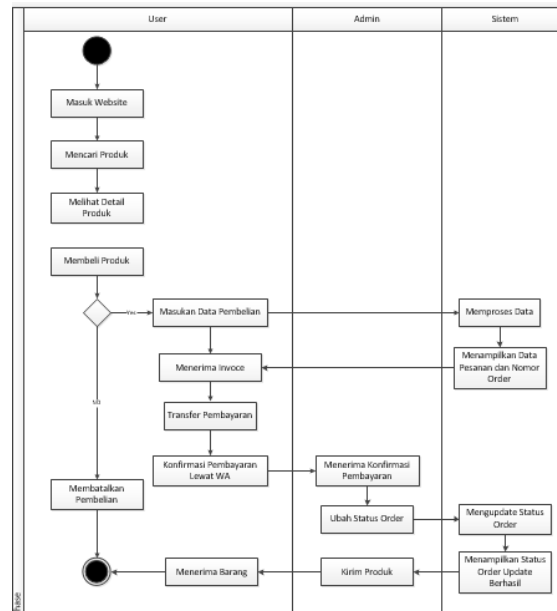 User
Admin
Sistem
Masuk Website
Mencari Produk
Melihat Detail
Produk
Membeli Produk
Yes
Masukan Data Pembelian
Memproses Data
Menerima Invoce
Menampilkan Data
Pesanan dan Nomor
Order
Transfer Pembayaran
Konfirmasi Pembayaran
Lewat WA
Menerima Konfirmasi
Pembayaran
Membatalkan
Pembelian
Ubah Status Order
Mengupdate Status
Order
Menerima Barang
Kirim Produk
Menampilkan Status
Order Update
Berhasil
hase